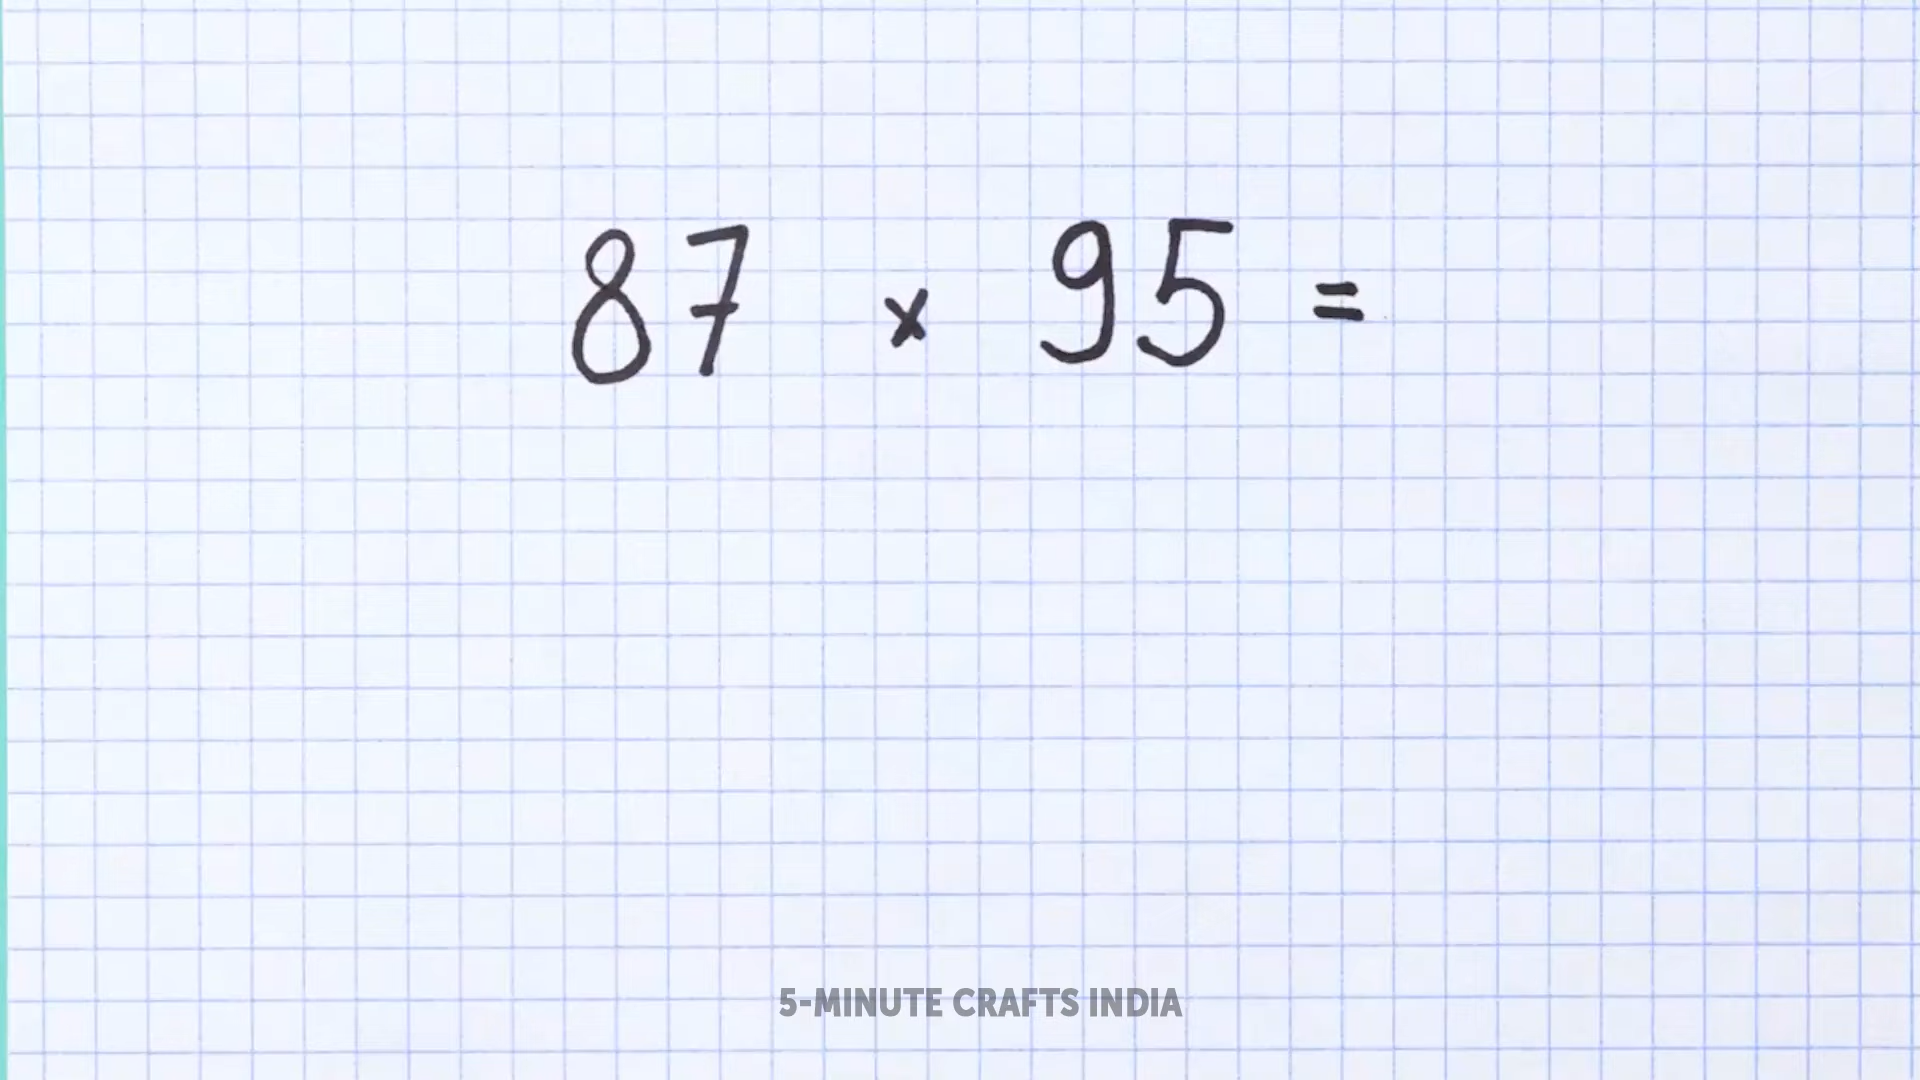 87 x 95 =
5-MINUTE CRAFTS INDIA